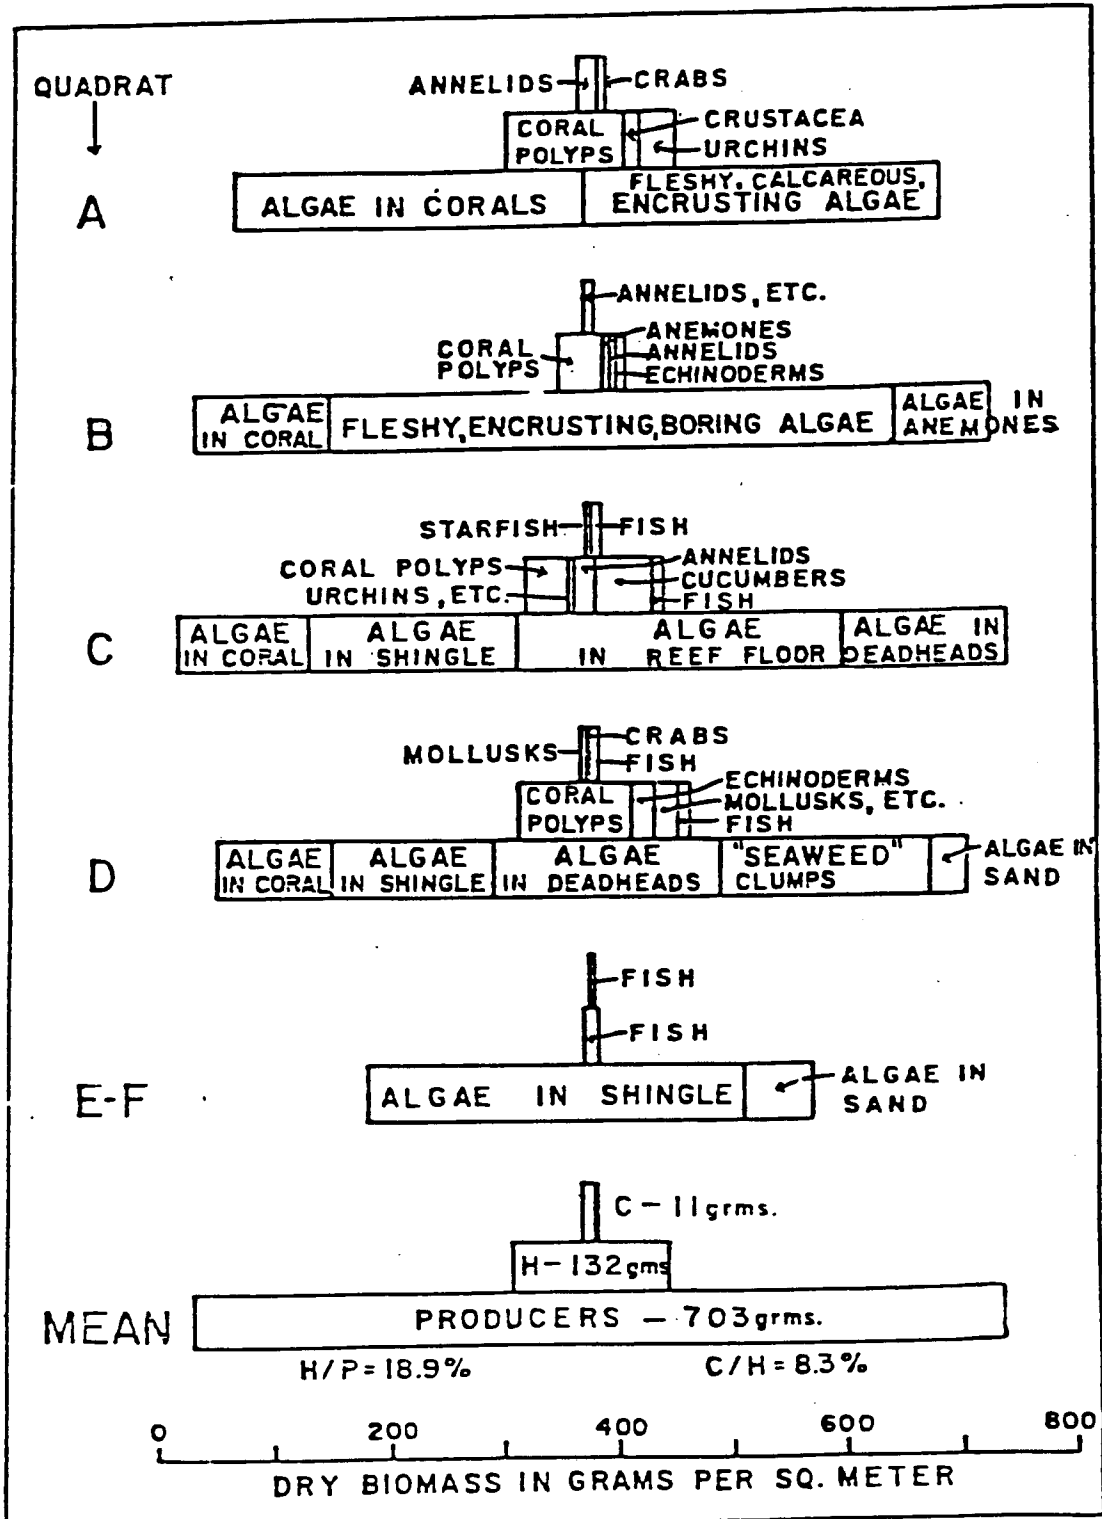 QUADRAT
ANNELIDS
CRABS
CORAL
POLYPS
CRUSTACEA
URCHINS
A
ALGAE IN CORALS
FLESHY, CALCAREOUS,
ENCRUSTING ALGAE
ANNELIDS, ETC.
CORAL
POLYPS
ANEMONES
ANNELIDS
ECHINODERMS
B
ALGAE
IN CORAL
FLESHY, ENCRUSTING, BORING ALGAE
ALGAE IN
ANEMONES
STARFISH
FISH
CORAL POLYPS
URCHINS, ETC.
ANNELIDS
CUCUMBERS
FISH
C
ALGAE
IN CORAL
ALGAE
IN SHINGLE
ALGAE
IN REEF FLOOR
ALGAE IN
DEADHEADS
MOLLUSKS
CRABS
FISH
CORAL
POLYPS
ECHINODERMS
MOLLUSKS, ETC.
FISH
D
ALGAE
IN CORAL
ALGAE
IN SHINGLE
ALGAE
IN DEADHEADS
"SEAWEED"
CLUMPS
ALGAE IN
SAND
FISH
FISH
E-F
ALGAE IN SHINGLE
ALGAE IN
SAND
C - 11 grms.
H - 132 gms
MEAN
PRODUCERS - 703 grms.
H/P = 18.9%
C/H = 8.3%
0 200 400 600 800
DRY BIOMASS IN GRAMS PER SQ. METER